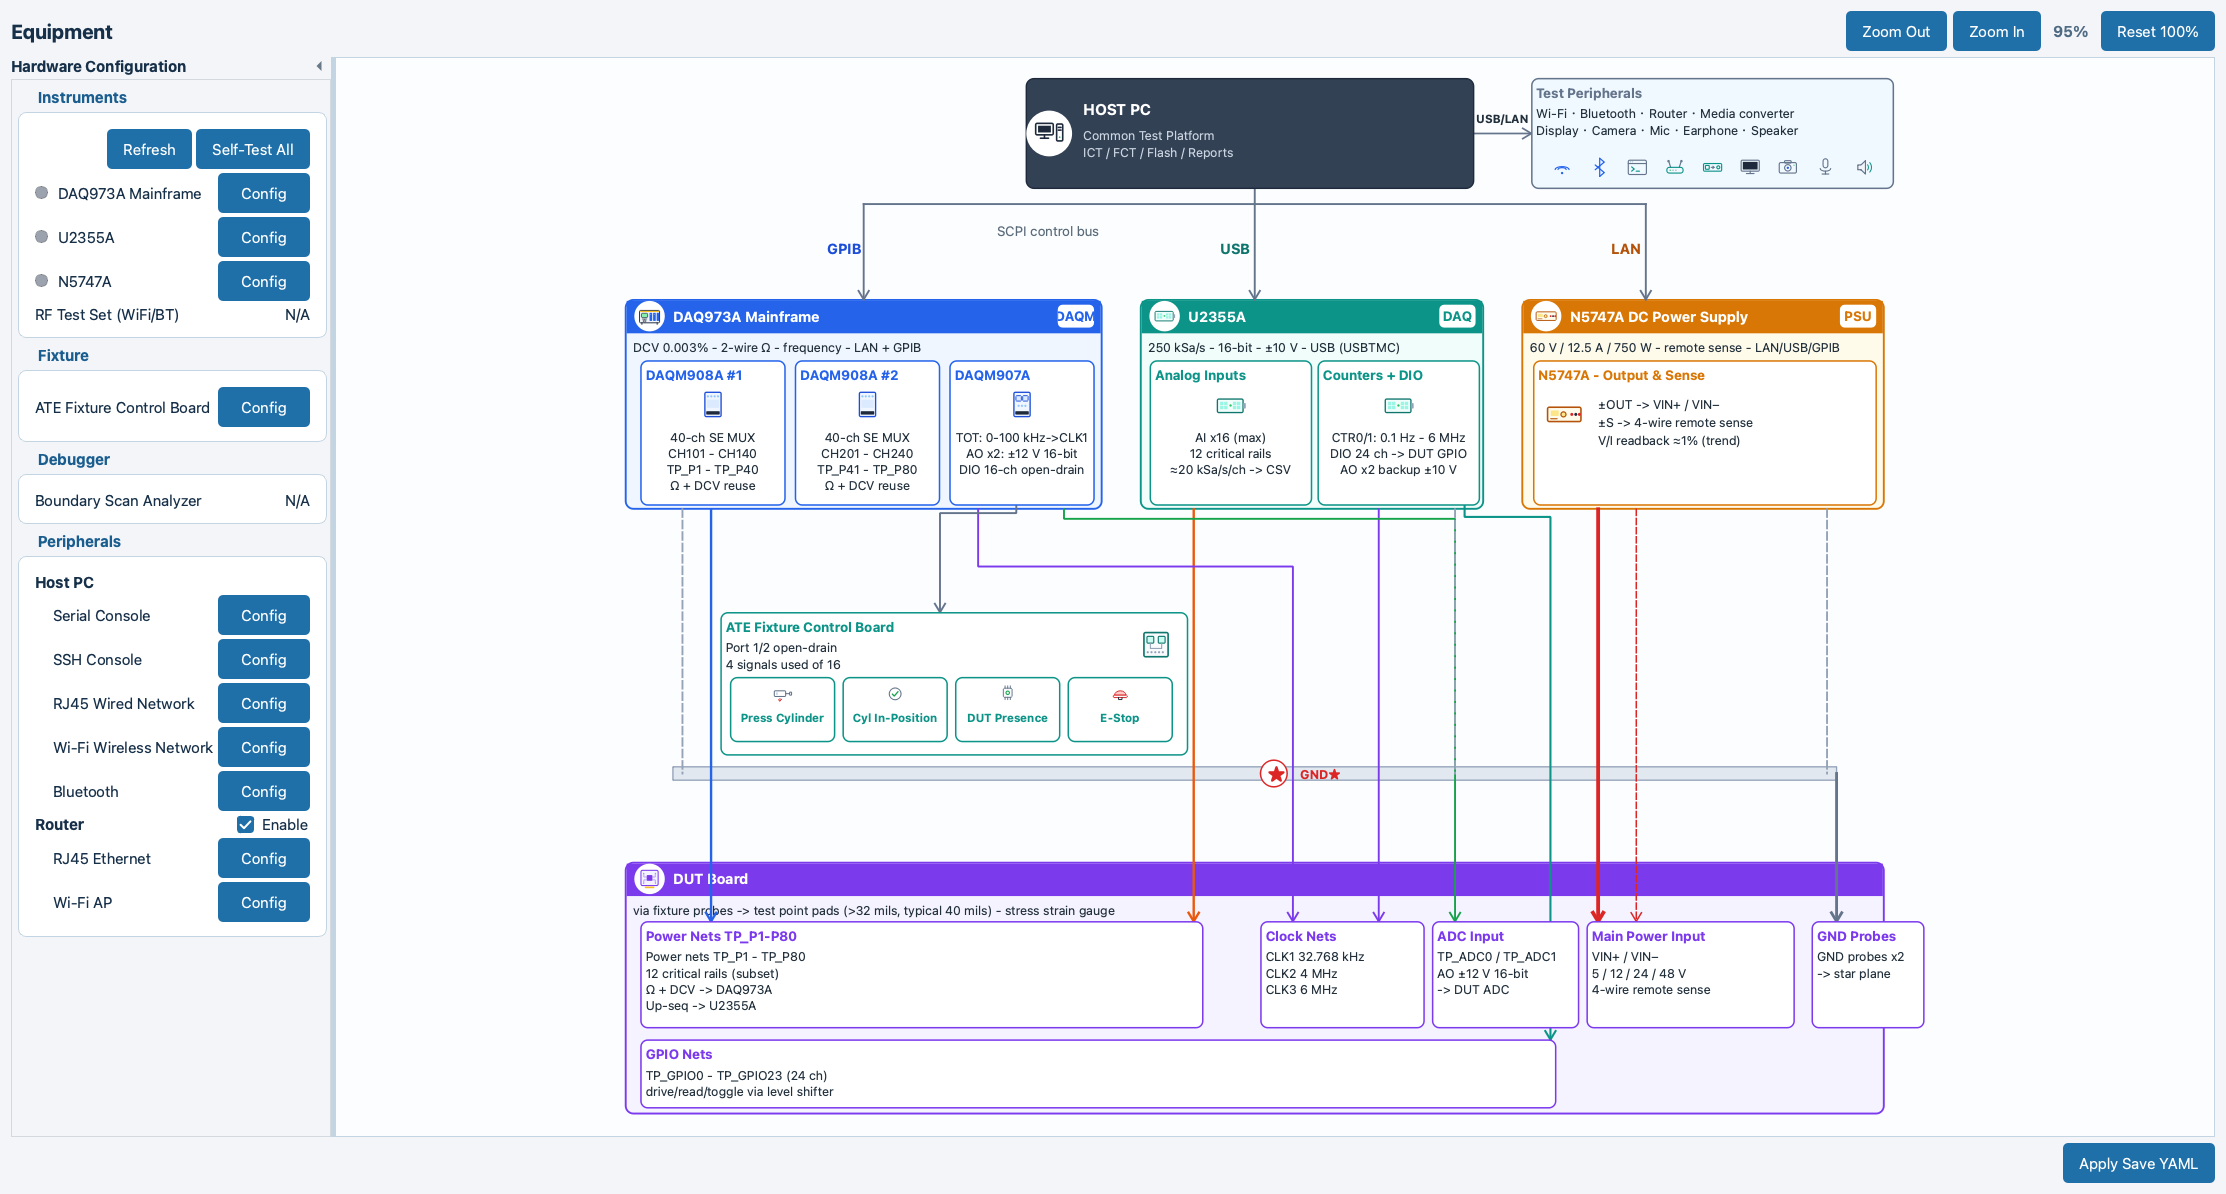 Equipment
Zoom Out
Zoom In
95%
Reset 100%
Hardware Configuration
Instruments
Refresh
Self-Test All
DAQ973A Mainframe
Config
U2355A
Config
N5747A
Config
RF Test Set (WiFi/BT)
N/A
Fixture
ATE Fixture Control Board
Config
Debugger
Boundary Scan Analyzer
N/A
Peripherals
Host PC
Serial Console
Config
SSH Console
Config
RJ45 Wired Network
Config
Wi-Fi Wireless Network
Config
Bluetooth
Config
Router
Enable
RJ45 Ethernet
Config
Wi-Fi AP
Config
HOST PC
Common Test Platform
ICT / FCT / Flash / Reports
USB/LAN
Test Peripherals
Wi-Fi · Bluetooth · Router · Media converter
Display · Camera · Mic · Earphone · Speaker
SCPI control bus
GPIB
USB
LAN
DAQ973A Mainframe
DAQM
DCV 0.003% - 2-wire Ω - frequency - LAN + GPIB
DAQM908A #1
40-ch SE MUX
CH101 - CH140
TP_P1 - TP_P40
Ω + DCV reuse
DAQM908A #2
40-ch SE MUX
CH201 - CH240
TP_P41 - TP_P80
Ω + DCV reuse
DAQM907A
TOT: 0-100 kHz->CLK1
AO x2: ±12 V 16-bit
DIO 16-ch open-drain
U2355A
DAQ
250 kSa/s - 16-bit - ±10 V - USB (USBTMC)
Analog Inputs
AI x16 (max)
12 critical rails
≈20 kSa/s/ch -> CSV
Counters + DIO
CTR0/1: 0.1 Hz - 6 MHz
DIO 24 ch -> DUT GPIO
AO x2 backup ±10 V
N5747A DC Power Supply
PSU
60 V / 12.5 A / 750 W - remote sense - LAN/USB/GPIB
N5747A - Output & Sense
±OUT -> VIN+ / VIN−
±S -> 4-wire remote sense
V/I readback ≈1% (trend)
ATE Fixture Control Board
Port 1/2 open-drain
4 signals used of 16
Press Cylinder
Cyl In-Position
DUT Presence
E-Stop
GND★
DUT Board
via fixture probes -> test point pads (>32 mils, typical 40 mils) - stress strain gauge
Power Nets TP_P1-P80
Power nets TP_P1 - TP_P80
12 critical rails (subset)
Ω + DCV -> DAQ973A
Up-seq -> U2355A
Clock Nets
CLK1 32.768 kHz
CLK2 4 MHz
CLK3 6 MHz
ADC Input
TP_ADC0 / TP_ADC1
AO ±12 V 16-bit
-> DUT ADC
Main Power Input
VIN+ / VIN−
5 / 12 / 24 / 48 V
4-wire remote sense
GND Probes
GND probes x2
-> star plane
GPIO Nets
TP_GPIO0 - TP_GPIO23 (24 ch)
drive/read/toggle via level shifter
Apply Save YAML